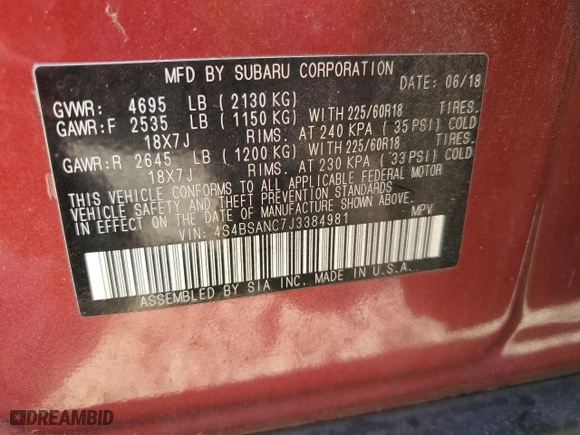 MFD BY SUBARU CORPORATION
DATE: 06/18
GVWR: 4695 LB ( 2130 KG)
GAWR:F 2535 LB ( 1150 KG) WITH 225/60R18 TIRES.
18X7J RIMS. AT 240 KPA ( 35 PSI) COLD
GAWR:R 2645 LB ( 1200 KG) WITH 225/60R18 TIRES.
18X7J RIMS. AT 230 KPA ( 33 PSI) COLD
THIS VEHICLE CONFORMS TO ALL APPLICABLE FEDERAL MOTOR
VEHICLE SAFETY AND THEFT PREVENTION STANDARDS IN EFFECT
ON THE DATE OF MANUFACTURE SHOWN ABOVE.
VIN: 4S4BSANC7J3384981 MPV
ASSEMBLED BY SIA INC. MADE IN U.S.A.
DREAMBID